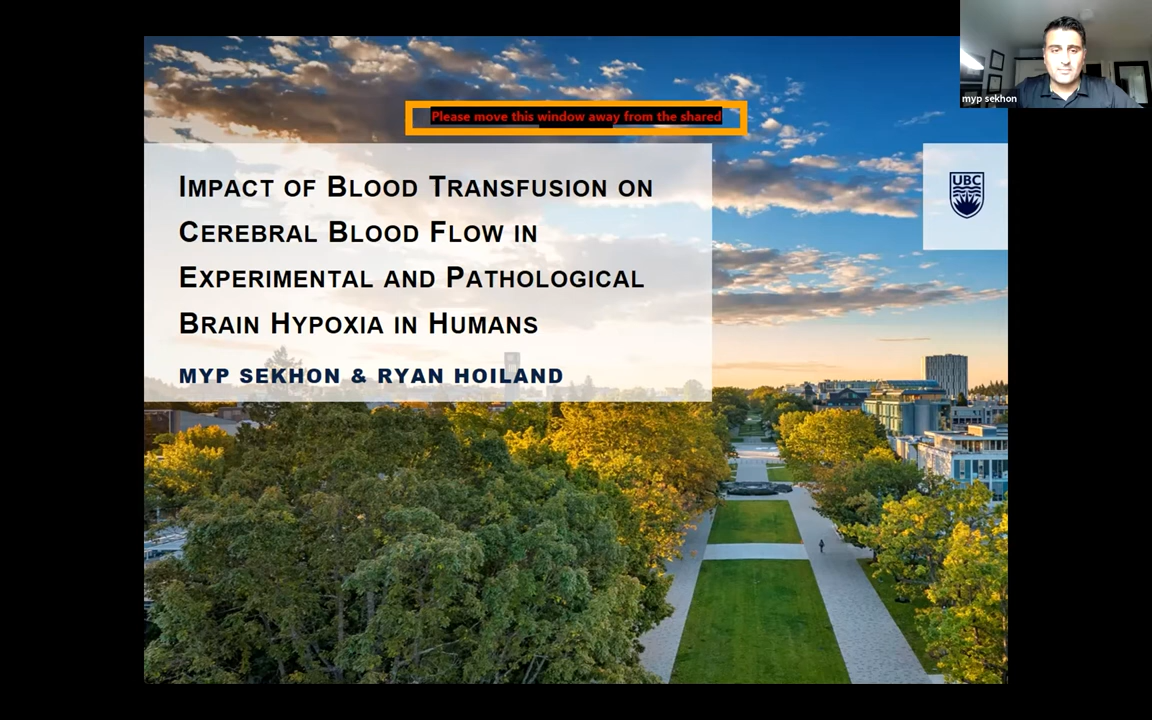 Please move this window away from the shared
myp sekhon
IMPACT OF BLOOD TRANSFUSION ON
CEREBRAL BLOOD FLOW IN
EXPERIMENTAL AND PATHOLOGICAL
BRAIN HYPOXIA IN HUMANS
MYP SEKHON & RYAN HOILAND
UBC